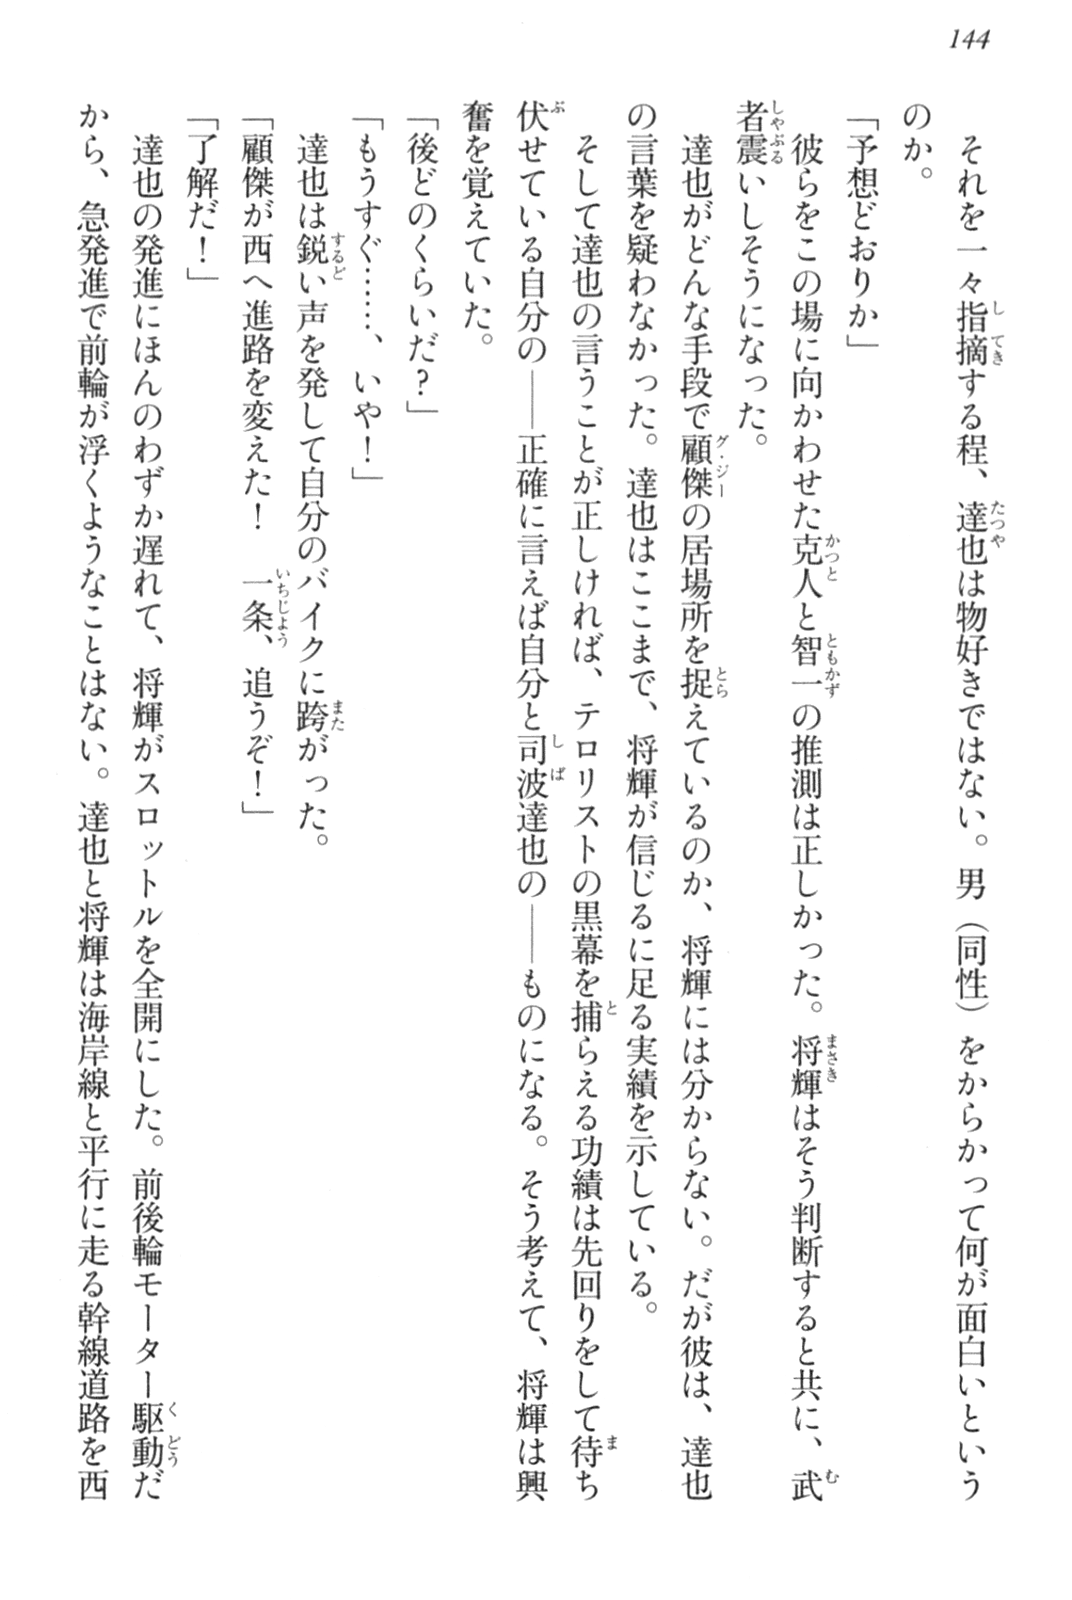 144
　それを一々指摘する程、達也は物好きではない。男（同性）をからかって何が面白いという
のか。
「予想どおりか」
　彼らをこの場に向かわせた克人と智一の推測は正しかった。将輝はそう判断すると共に、武
者震いしそうになった。
　達也がどんな手段で顧傑の居場所を捉えているのか、将輝には分からない。だが彼は、達也
の言葉を疑わなかった。達也はここまで、将輝が信じるに足る実績を示している。
　そして達也の言うことが正しければ、テロリストの黒幕を捕らえる功績は先回りをして待ち
伏せている自分の――正確に言えば自分と司波達也の――ものになる。そう考えて、将輝は興
奮を覚えていた。
「後どのくらいだ？」
「もうすぐ……、いや！」
　達也は鋭い声を発して自分のバイクに跨がった。
「顧傑が西へ進路を変えた！　一条、追うぞ！」
「了解だ！」
　達也の発進にほんのわずか遅れて、将輝がスロットルを全開にした。前後輪モーター駆動だ
から、急発進で前輪が浮くようなことはない。達也と将輝は海岸線と平行に走る幹線道路を西